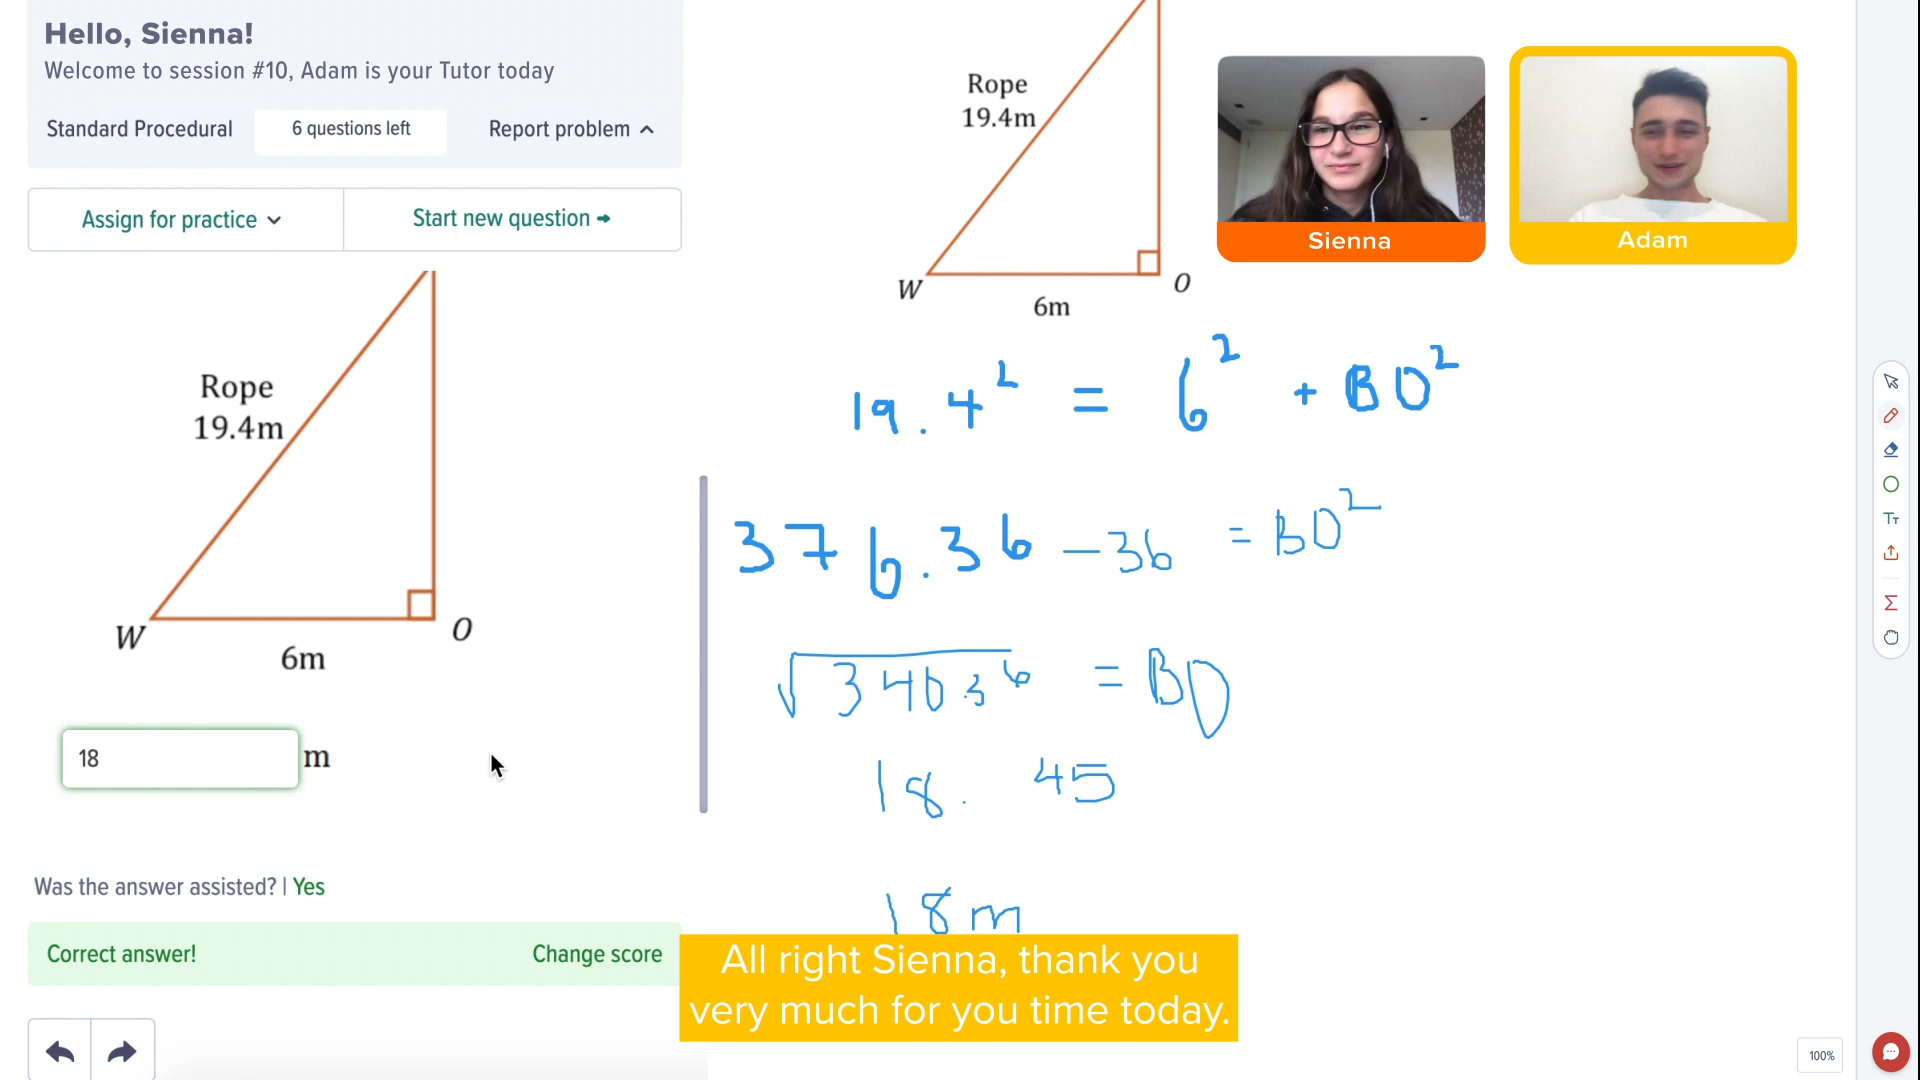 Hello, Sienna!
Welcome to session #10, Adam is your Tutor today
Standard Procedural
6 questions left
Report problem
Assign for practice
Start new question
Rope
19.4m
W
O
6m
18
m
Was the answer assisted? | Yes
Correct answer!
Change score
Rope
19.4m
W
O
6m
Sienna
Adam
19.4² = 6² + BO²
376.36 – 36 = BO²
√340.36 = BO
18.45
18m
All right Sienna, thank you
very much for you time today.
Tт
Σ
100%